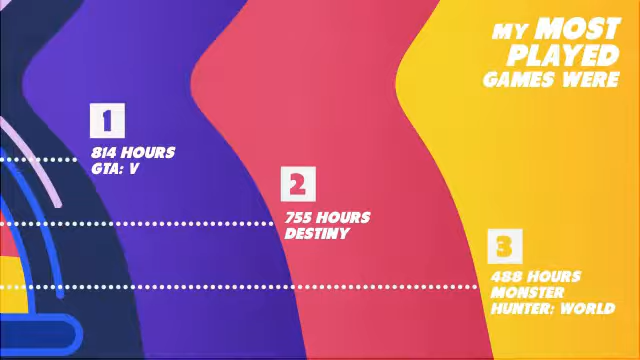 MY MOST
PLAYED
GAMES WERE
1
814 HOURS
GTA: V
2
755 HOURS
DESTINY
3
488 HOURS
MONSTER
HUNTER: WORLD